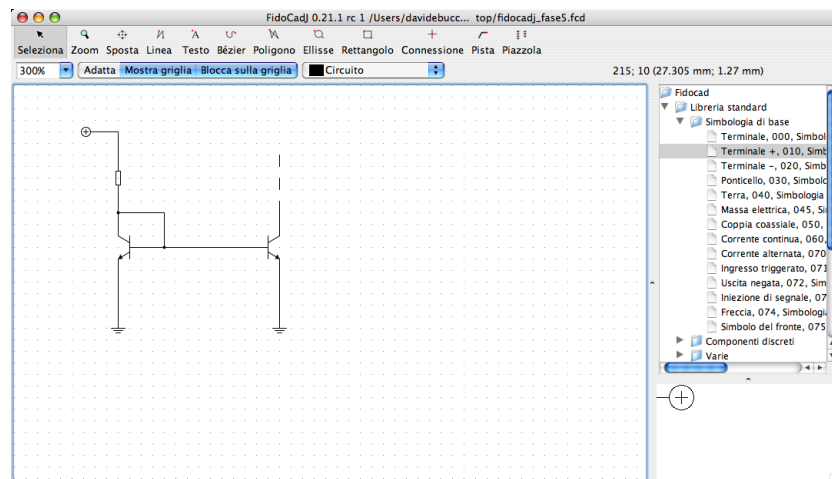 FidoCadJ 0.21.1 rc 1 /Users/davidebucc... top/fidocadj_fase5.fcd
Seleziona Zoom Sposta Linea Testo Bézier Poligono Ellisse Rettangolo Connessione Pista Piazzola
300% Adatta Mostra griglia Blocca sulla griglia Circuito 215; 10 (27.305 mm; 1.27 mm)
Fidocad
Libreria standard
Simbologia di base
Terminale, 000, Simbol
Terminale +, 010, Simb
Terminale -, 020, Simb
Ponticello, 030, Simbolo
Terra, 040, Simbologia
Massa elettrica, 045, Si
Coppia coassiale, 050,
Corrente continua, 060,
Corrente alternata, 070
Ingresso triggerato, 071
Uscita negata, 072, Sim
Iniezione di segnale, 07
Freccia, 074, Simbologi
Simbolo del fronte, 075
Componenti discreti
Varie